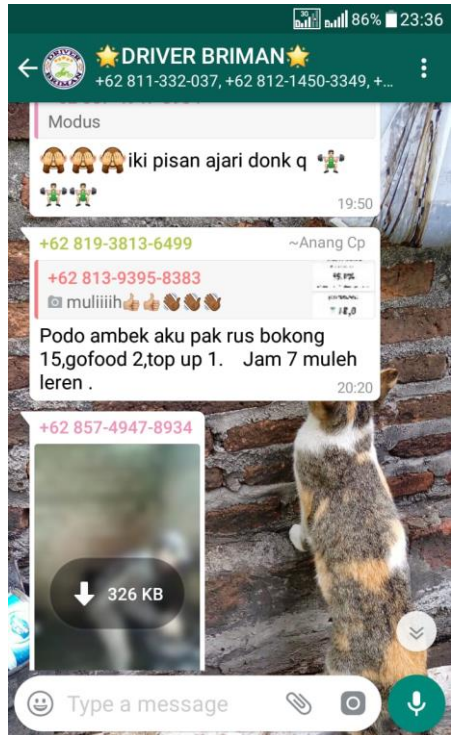 86% 23:36
DRIVER BRIMAN
+62 811-332-037, +62 812-1450-3349, +...
Modus
iki pisan ajari donk q
19:50
+62 819-3813-6499 ~Anang Cp
+62 813-9395-8383
muliiiih
Podo ambek aku pak rus bokong
15,gofood 2,top up 1. Jam 7 muleh
leren .
20:20
+62 857-4947-8934
326 KB
Type a message